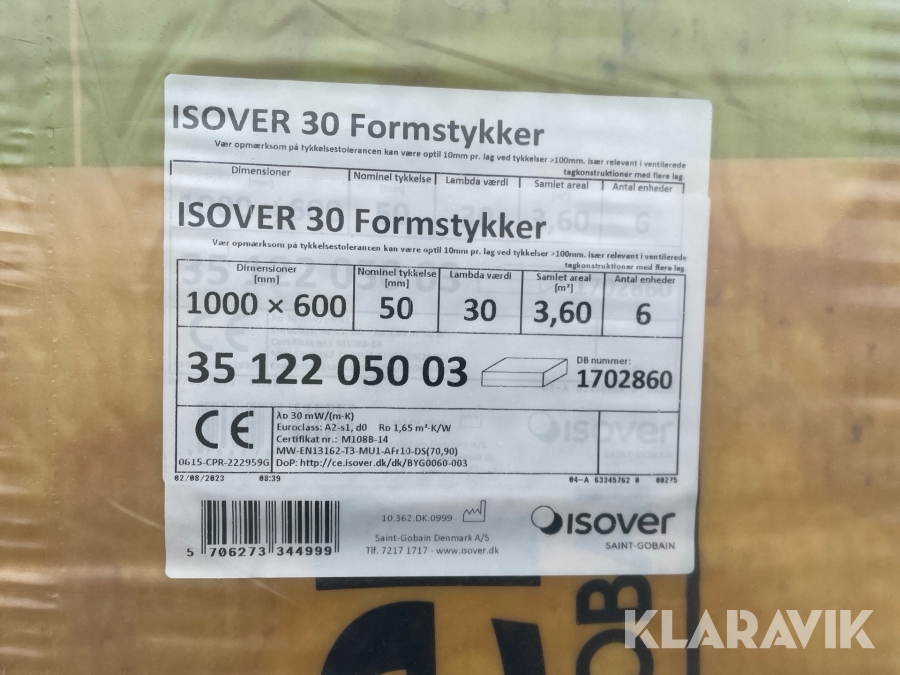 ISOVER 30 Formstykker
Vær opmærksom på tykkelsestolerancen kan være optil 10mm pr. lag ved tykkelser >100mm. især relevant i ventilerede
tagkonstruktioner med flere lag.
Dimensioner Nominel tykkelse Lambda værdi Samlet areal Antal enheder
3,60 6
ISOVER 30 Formstykker
Vær opmærksom på tykkelsestolerancen kan være optil 10mm pr. lag ved tykkelser >100mm. især relevant i ventilerede
tagkonstruktioner med flere lag.
Dimensioner Nominel tykkelse Lambda værdi Samlet areal Antal enheder
[mm] [mm] [m²]
1000 × 600 50 30 3,60 6
35 122 050 03 DB nummer:
1702860
CE
0615-CPR-222959G
λD 30 mW/(m·K)
Euroclass: A2-s1, d0 RD 1,65 m²·K/W
Certifikat nr.: M108B-14
MW-EN13162-T3-MU1-AFr10-DS(70,90)
DoP: http://ce.isover.dk/dk/BYG0060-003
02/08/2023 08:39 04-A 63345762 0 00275
5 706273 344999
10.362.DK.0999
Saint-Gobain Denmark A/S
Tlf. 7217 1717 - www.isover.dk
isover
SAINT-GOBAIN
KLARAVIK